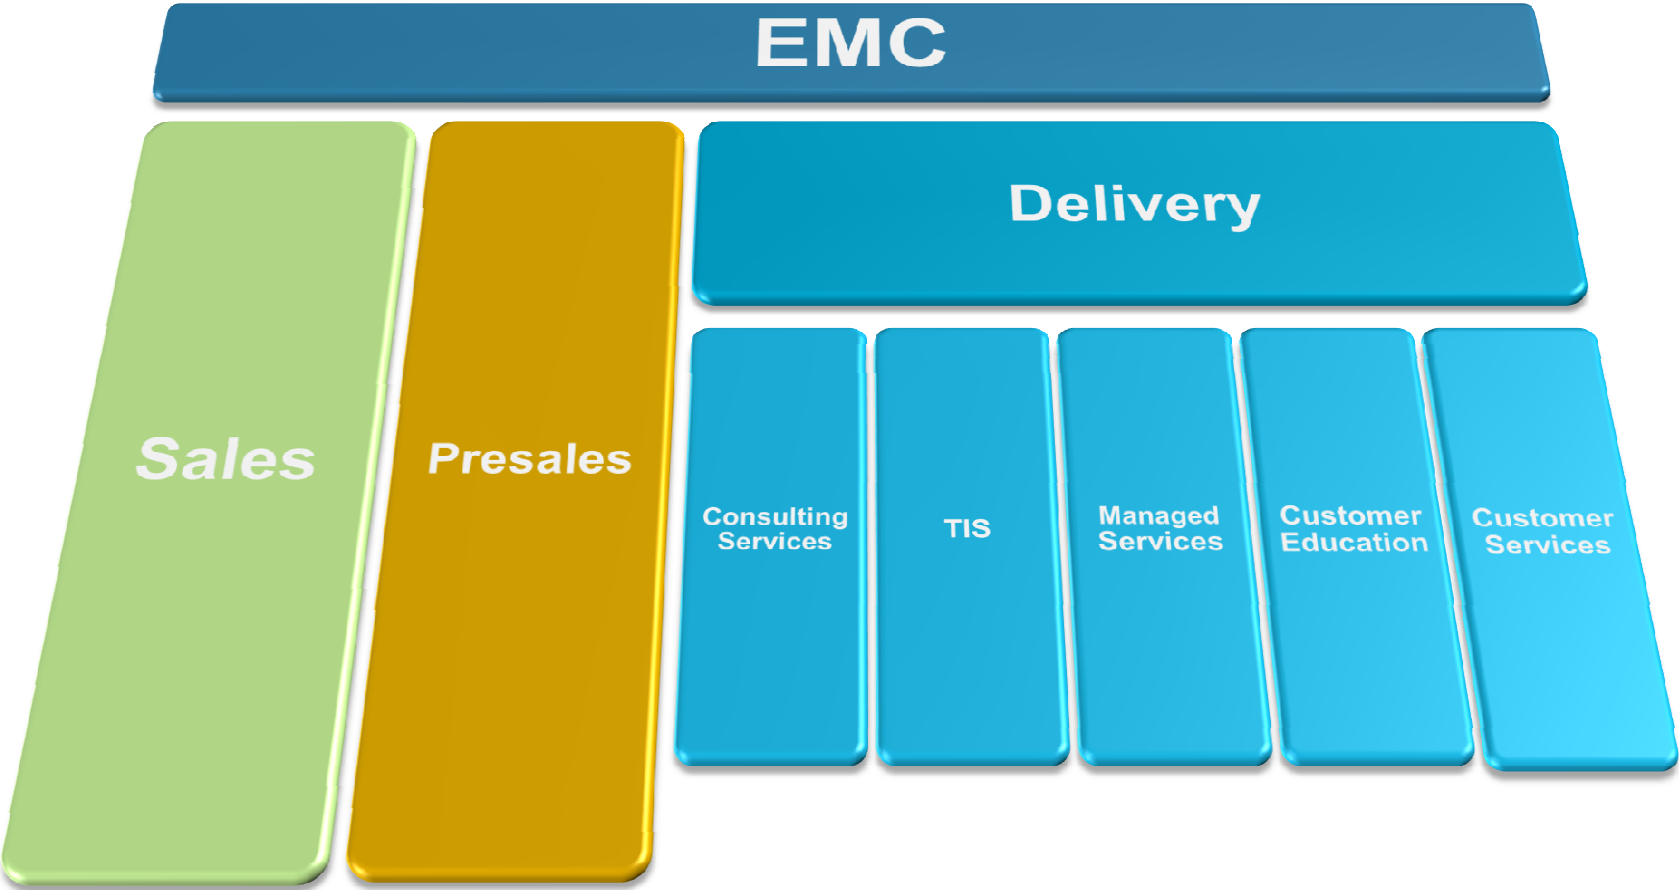 EMC
Sales
Presales
Delivery
Consulting
Services
TIS
Managed
Services
Customer
Education
Customer
Services